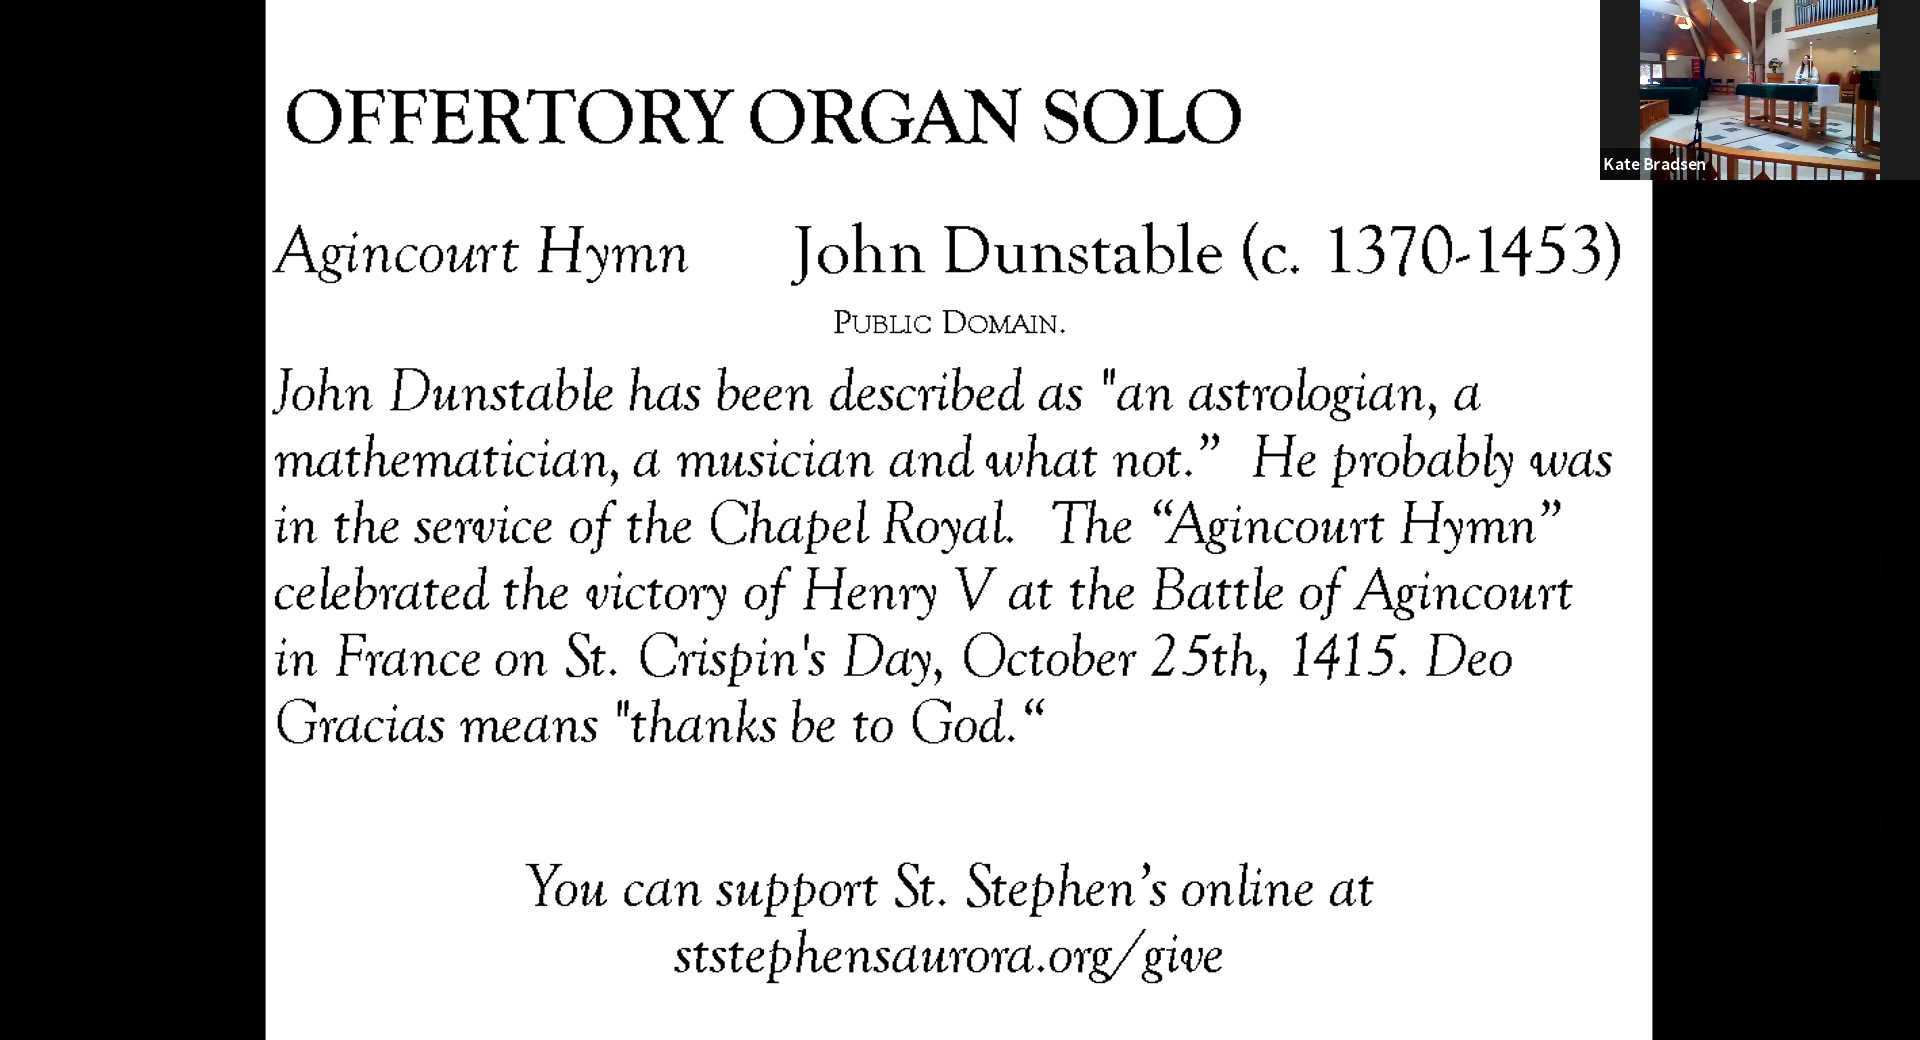 OFFERTORY ORGAN SOLO
Agincourt Hymn John Dunstable (c. 1370-1453)
PUBLIC DOMAIN.
John Dunstable has been described as "an astrologian, a
mathematician, a musician and what not.” He probably was
in the service of the Chapel Royal. The “Agincourt Hymn”
celebrated the victory of Henry V at the Battle of Agincourt
in France on St. Crispin's Day, October 25th, 1415. Deo
Gracias means "thanks be to God.“
You can support St. Stephen’s online at
ststephensaurora.org/give
Kate Bradsen